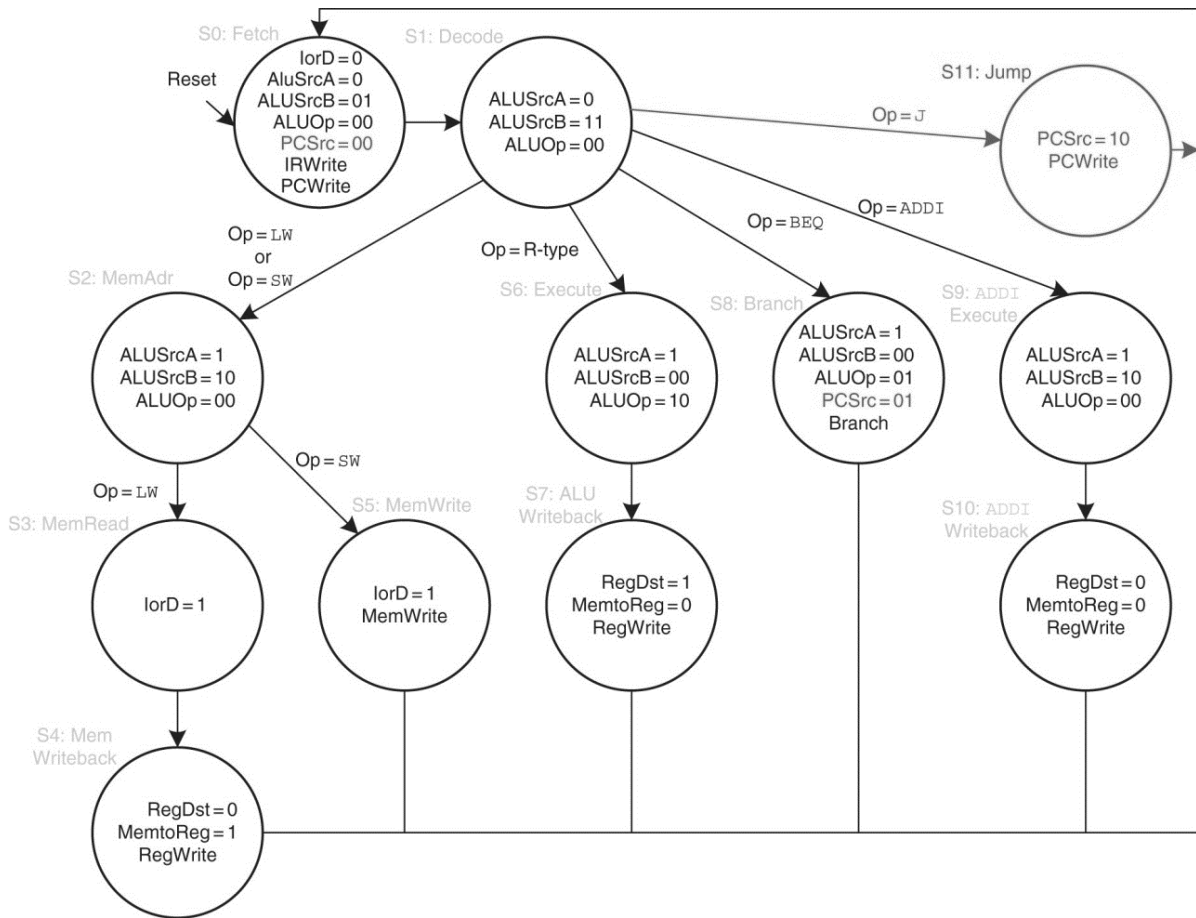 S0: Fetch
Reset
IorD = 0
AluSrcA = 0
ALUSrcB = 01
ALUOp = 00
PCSrc = 00
IRWrite
PCWrite
S1: Decode
ALUSrcA = 0
ALUSrcB = 11
ALUOp = 00
S11: Jump
Op = J
PCSrc = 10
PCWrite
Op = LW
or
Op = SW
Op = R-type
Op = BEQ
Op = ADDI
S2: MemAdr
ALUSrcA = 1
ALUSrcB = 10
ALUOp = 00
S6: Execute
ALUSrcA = 1
ALUSrcB = 00
ALUOp = 10
S8: Branch
ALUSrcA = 1
ALUSrcB = 00
ALUOp = 01
PCSrc = 01
Branch
S9: ADDI
Execute
ALUSrcA = 1
ALUSrcB = 10
ALUOp = 00
Op = LW
Op = SW
S3: MemRead
IorD = 1
S5: MemWrite
IorD = 1
MemWrite
S7: ALU
Writeback
RegDst = 1
MemtoReg = 0
RegWrite
S10: ADDI
Writeback
RegDst = 0
MemtoReg = 0
RegWrite
S4: Mem
Writeback
RegDst = 0
MemtoReg = 1
RegWrite